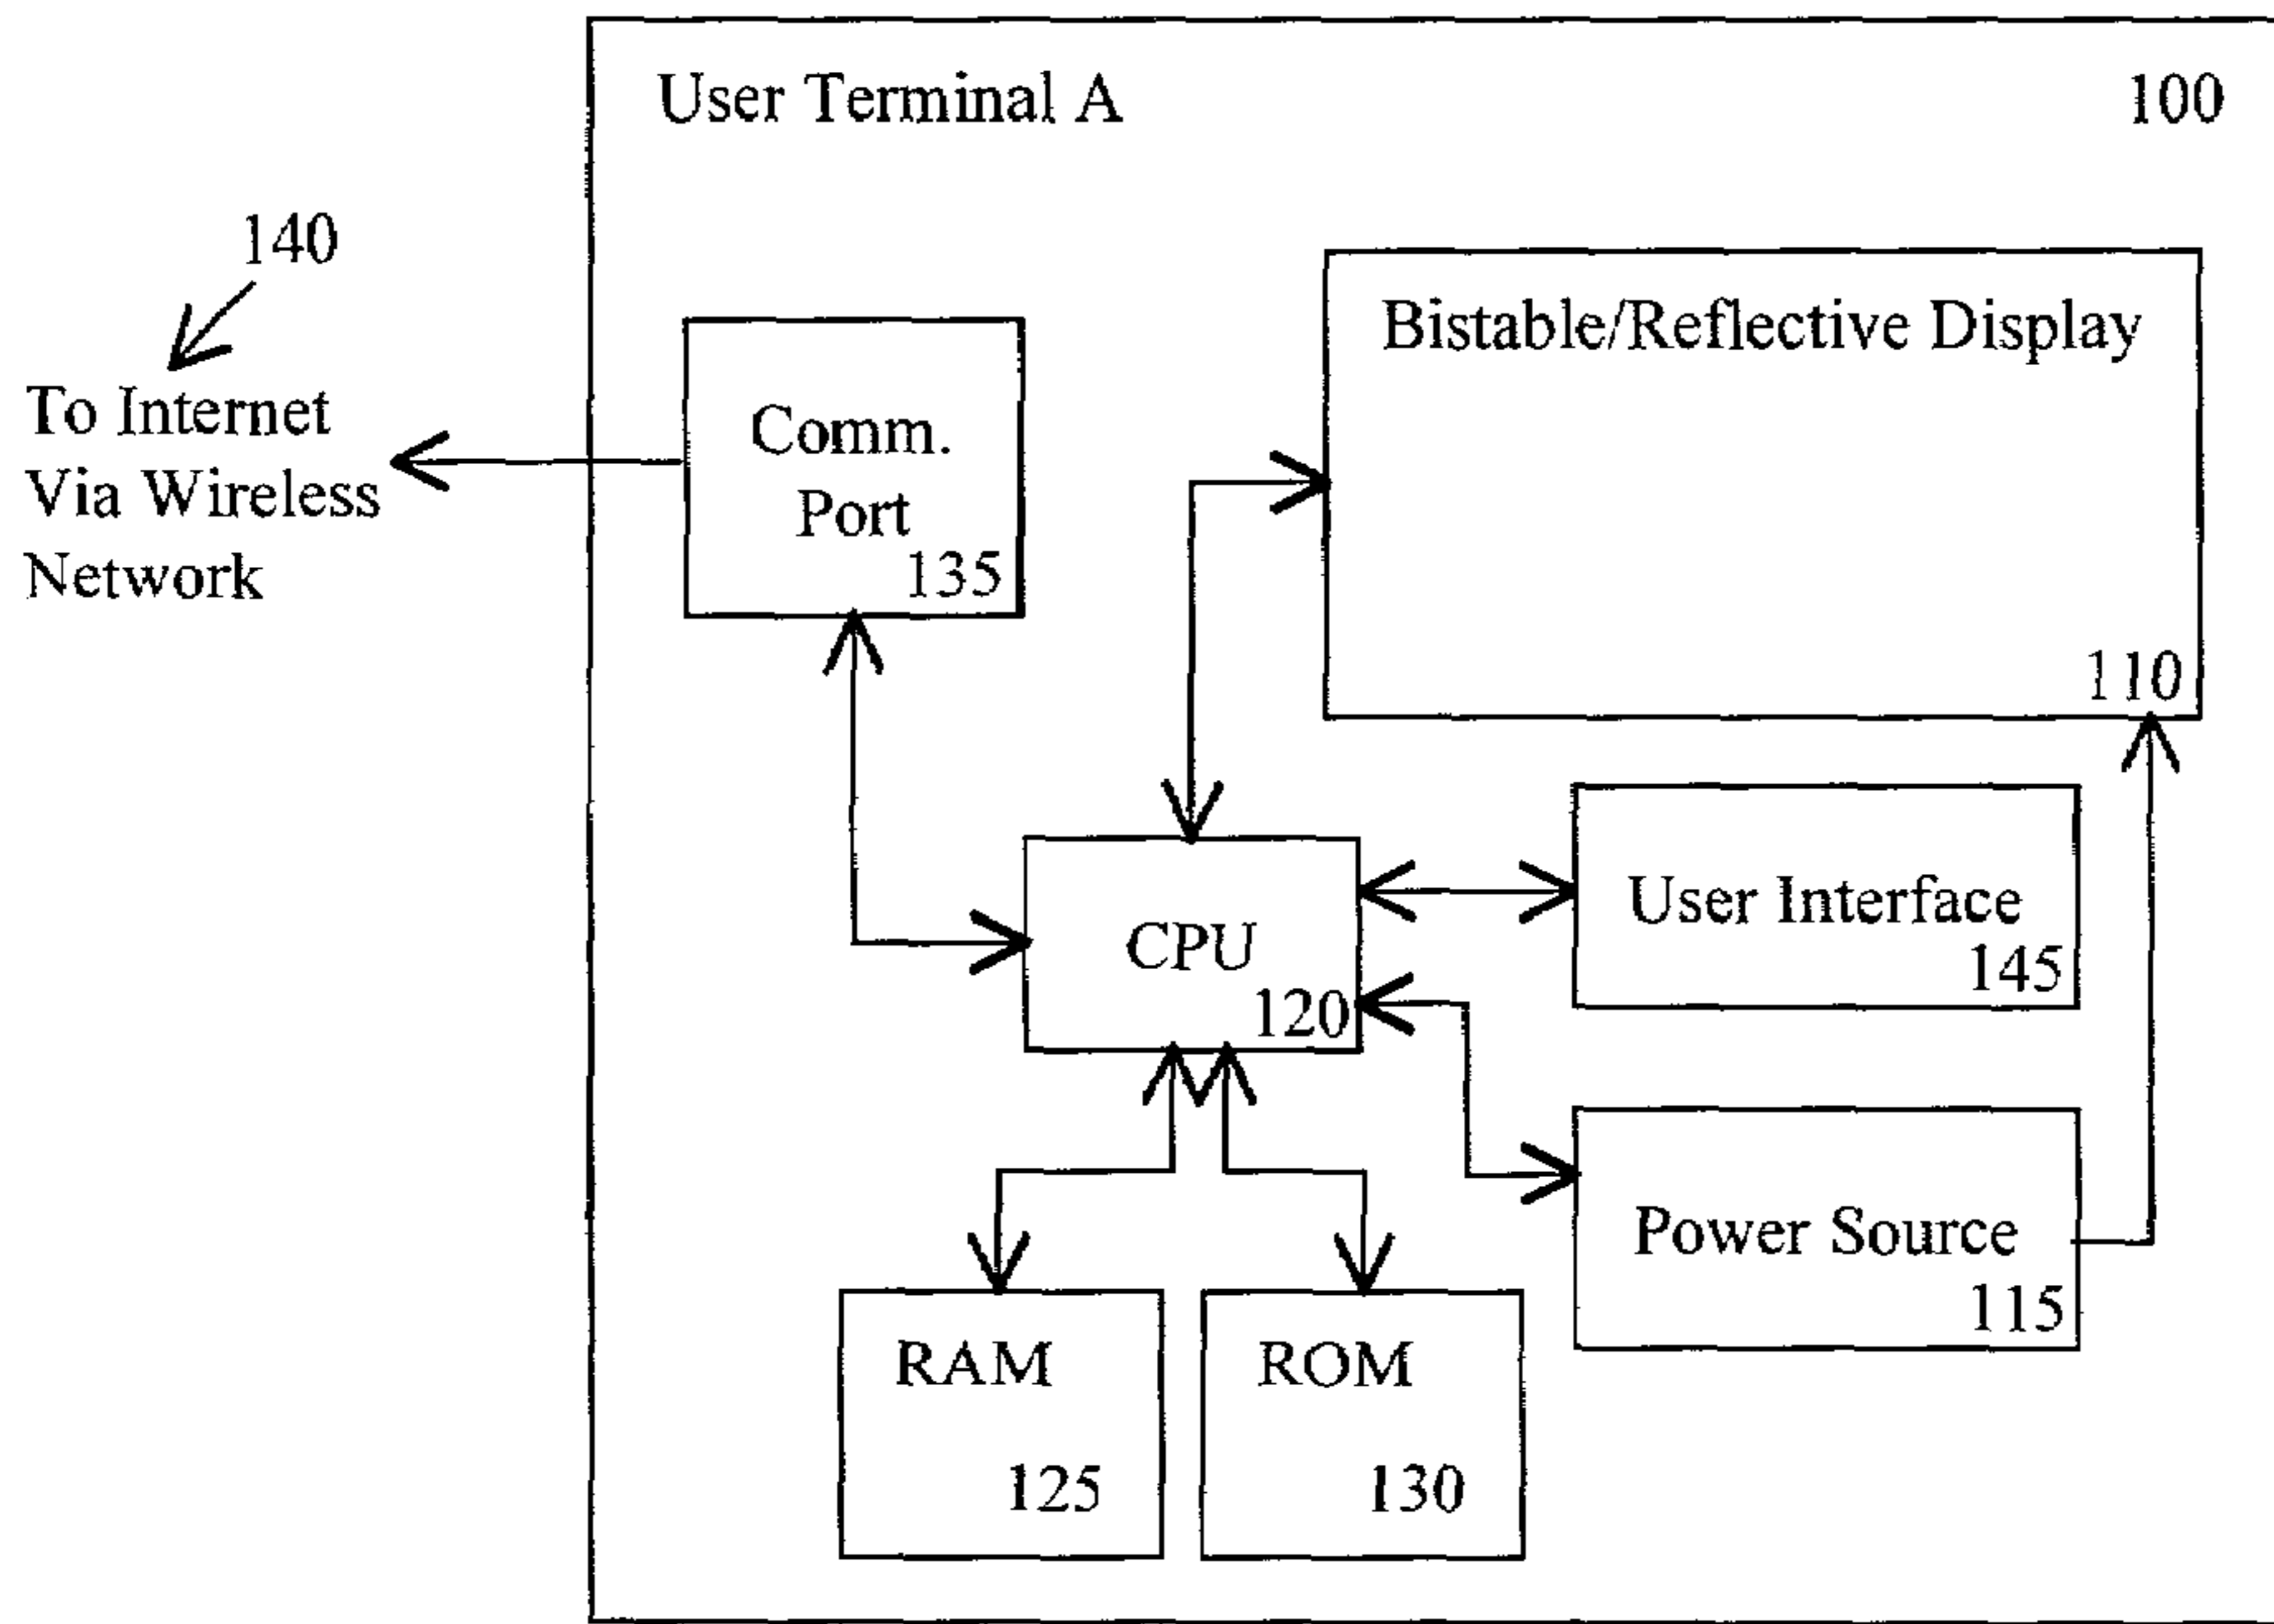 User Terminal A
100
140
To Internet
Via Wireless
Network
Comm.
Port
135
Bistable/Reflective Display
110
User Interface
145
CPU
120
Power Source
115
RAM
125
ROM
130